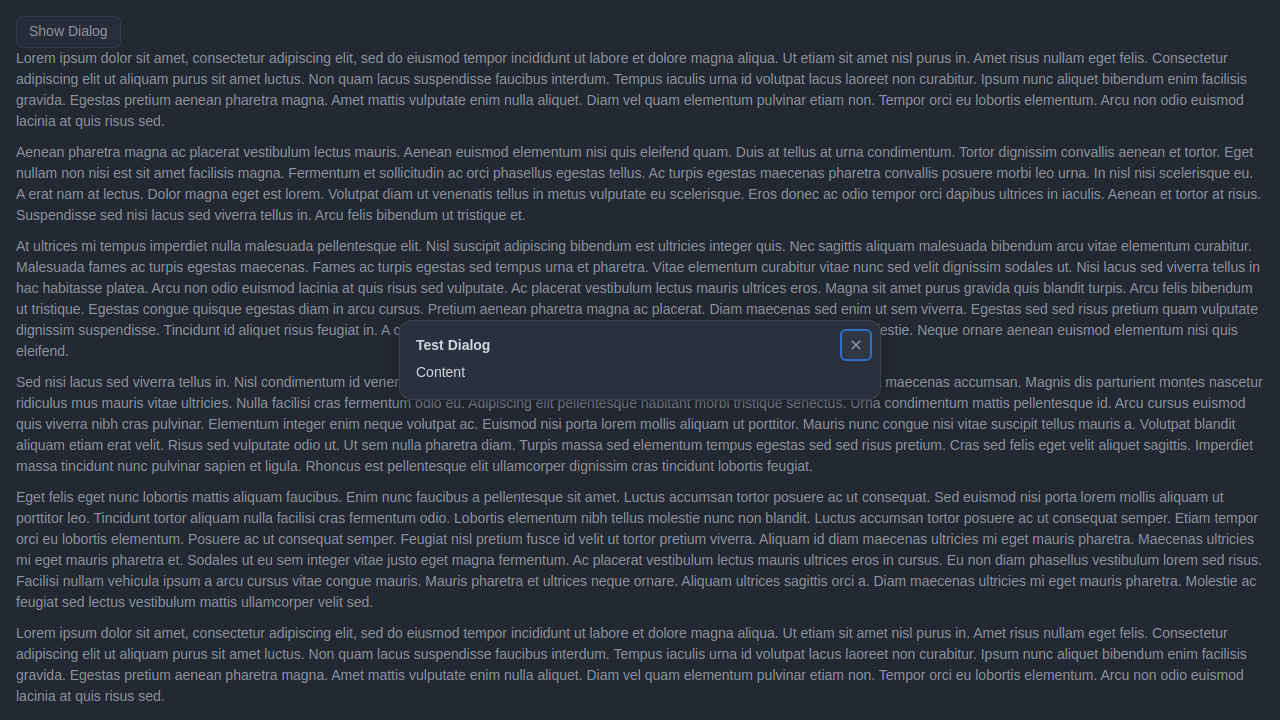 Show Dialog
Lorem ipsum dolor sit amet, consectetur adipiscing elit, sed do eiusmod tempor incididunt ut labore et dolore magna aliqua. Ut etiam sit amet nisl purus in. Amet risus nullam eget felis. Consectetur
adipiscing elit ut aliquam purus sit amet luctus. Non quam lacus suspendisse faucibus interdum. Tempus iaculis urna id volutpat lacus laoreet non curabitur. Ipsum nunc aliquet bibendum enim facilisis
gravida. Egestas pretium aenean pharetra magna. Amet mattis vulputate enim nulla aliquet. Diam vel quam elementum pulvinar etiam non. Tempor orci eu lobortis elementum. Arcu non odio euismod
lacinia at quis risus sed.
Aenean pharetra magna ac placerat vestibulum lectus mauris. Aenean euismod elementum nisi quis eleifend quam. Duis at tellus at urna condimentum. Tortor dignissim convallis aenean et tortor. Eget
nullam non nisi est sit amet facilisis magna. Fermentum et sollicitudin ac orci phasellus egestas tellus. Ac turpis egestas maecenas pharetra convallis posuere morbi leo urna. In nisl nisi scelerisque eu.
A erat nam at lectus. Dolor magna eget est lorem. Volutpat diam ut venenatis tellus in metus vulputate eu scelerisque. Eros donec ac odio tempor orci dapibus ultrices in iaculis. Aenean et tortor at risus.
Suspendisse sed nisi lacus sed viverra tellus in. Arcu felis bibendum ut tristique et.
At ultrices mi tempus imperdiet nulla malesuada pellentesque elit. Nisl suscipit adipiscing bibendum est ultricies integer quis. Nec sagittis aliquam malesuada bibendum arcu vitae elementum curabitur.
Malesuada fames ac turpis egestas maecenas. Fames ac turpis egestas sed tempus urna et pharetra. Vitae elementum curabitur vitae nunc sed velit dignissim sodales ut. Nisi lacus sed viverra tellus in
hac habitasse platea. Arcu non odio euismod lacinia at quis risus sed vulputate. Ac placerat vestibulum lectus mauris ultrices eros. Magna sit amet purus gravida quis blandit turpis. Arcu felis bibendum
ut tristique. Egestas congue quisque egestas diam in arcu cursus. Pretium aenean pharetra magna ac placerat. Diam maecenas sed enim ut sem viverra. Egestas sed sed risus pretium quam vulputate
dignissim suspendisse. Tincidunt id aliquet risus feugiat in. A Neque ornare aenean euismod elementum nisi quis
eleifend.
Test Dialog
Content
Sed nisi lacus sed viverra tellus in. Nisl condimentum id maecenas accumsan. Magnis dis parturient montes nascetur
ridiculus mus mauris vitae ultricies. Nulla facilisi cras fermentum odio eu. Adipiscing elit pellentesque habitant morbi tristique senectus. Urna condimentum mattis pellentesque id. Arcu cursus euismod
quis viverra nibh cras pulvinar. Elementum integer enim neque volutpat ac. Euismod nisi porta lorem mollis aliquam ut porttitor. Mauris nunc congue nisi vitae suscipit tellus mauris a. Volutpat blandit
aliquam etiam erat velit. Risus sed vulputate odio ut. Ut sem nulla pharetra diam. Turpis massa sed elementum tempus egestas sed sed risus pretium. Cras sed felis eget velit aliquet sagittis. Imperdiet
massa tincidunt nunc pulvinar sapien et ligula. Rhoncus est pellentesque elit ullamcorper dignissim cras tincidunt lobortis feugiat.
Eget felis eget nunc lobortis mattis aliquam faucibus. Enim nunc faucibus a pellentesque sit amet. Luctus accumsan tortor posuere ac ut consequat. Sed euismod nisi porta lorem mollis aliquam ut
porttitor leo. Tincidunt tortor aliquam nulla facilisi cras fermentum odio. Lobortis elementum nibh tellus molestie nunc non blandit. Luctus accumsan tortor posuere ac ut consequat semper. Etiam tempor
orci eu lobortis elementum. Posuere ac ut consequat semper. Feugiat nisl pretium fusce id velit ut tortor pretium viverra. Aliquam id diam maecenas ultricies mi eget mauris pharetra. Maecenas ultricies
mi eget mauris pharetra et. Sodales ut eu sem integer vitae justo eget magna fermentum. Ac placerat vestibulum lectus mauris ultrices eros in cursus. Eu non diam phasellus vestibulum lorem sed risus.
Facilisi nullam vehicula ipsum a arcu cursus vitae congue mauris. Mauris pharetra et ultrices neque ornare. Aliquam ultrices sagittis orci a. Diam maecenas ultricies mi eget mauris pharetra. Molestie ac
feugiat sed lectus vestibulum mattis ullamcorper velit sed.
Lorem ipsum dolor sit amet, consectetur adipiscing elit, sed do eiusmod tempor incididunt ut labore et dolore magna aliqua. Ut etiam sit amet nisl purus in. Amet risus nullam eget felis. Consectetur
adipiscing elit ut aliquam purus sit amet luctus. Non quam lacus suspendisse faucibus interdum. Tempus iaculis urna id volutpat lacus laoreet non curabitur. Ipsum nunc aliquet bibendum enim facilisis
gravida. Egestas pretium aenean pharetra magna. Amet mattis vulputate enim nulla aliquet. Diam vel quam elementum pulvinar etiam non. Tempor orci eu lobortis elementum. Arcu non odio euismod
lacinia at quis risus sed.